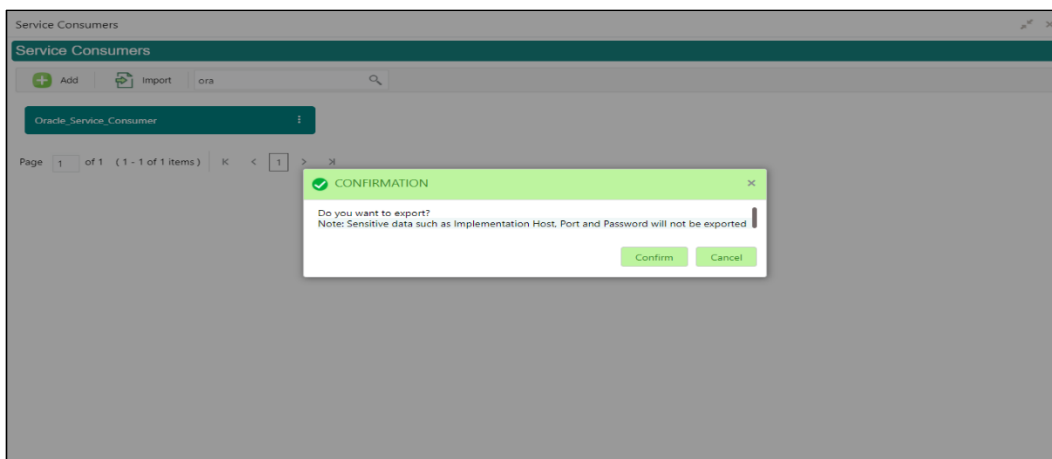 Service Consumers
Service Consumers
Add Import ora
Oracle_Service_Consumer
Page 1 of 1 (1 - 1 of 1 items) K < 1 > >|
CONFIRMATION
Do you want to export?
Note: Sensitive data such as Implementation Host, Port and Password will not be exported
Confirm Cancel